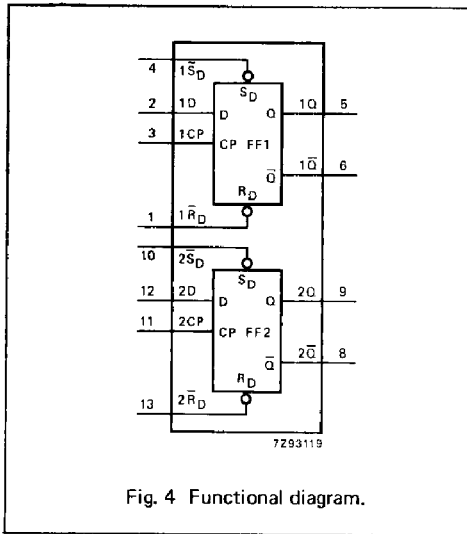 4 1S̄D
SD
2 1D D Q 1Q 5
3 1CP CP FF1
Q̄ 1Q̄ 6
RD
1 1R̄D
10 2S̄D
SD
12 2D D Q 2Q 9
11 2CP CP FF2
Q̄ 2Q̄ 8
RD
13 2R̄D
7Z93119
Fig. 4 Functional diagram.